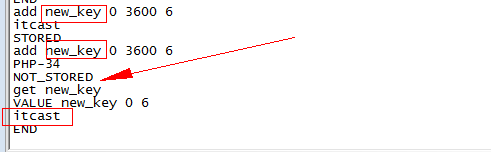 END
add new_key 0 3600 6
itcast
STORED
add new_key 0 3600 6
PHP-34
NOT_STORED
get new_key
VALUE new_key 0 6
itcast
END